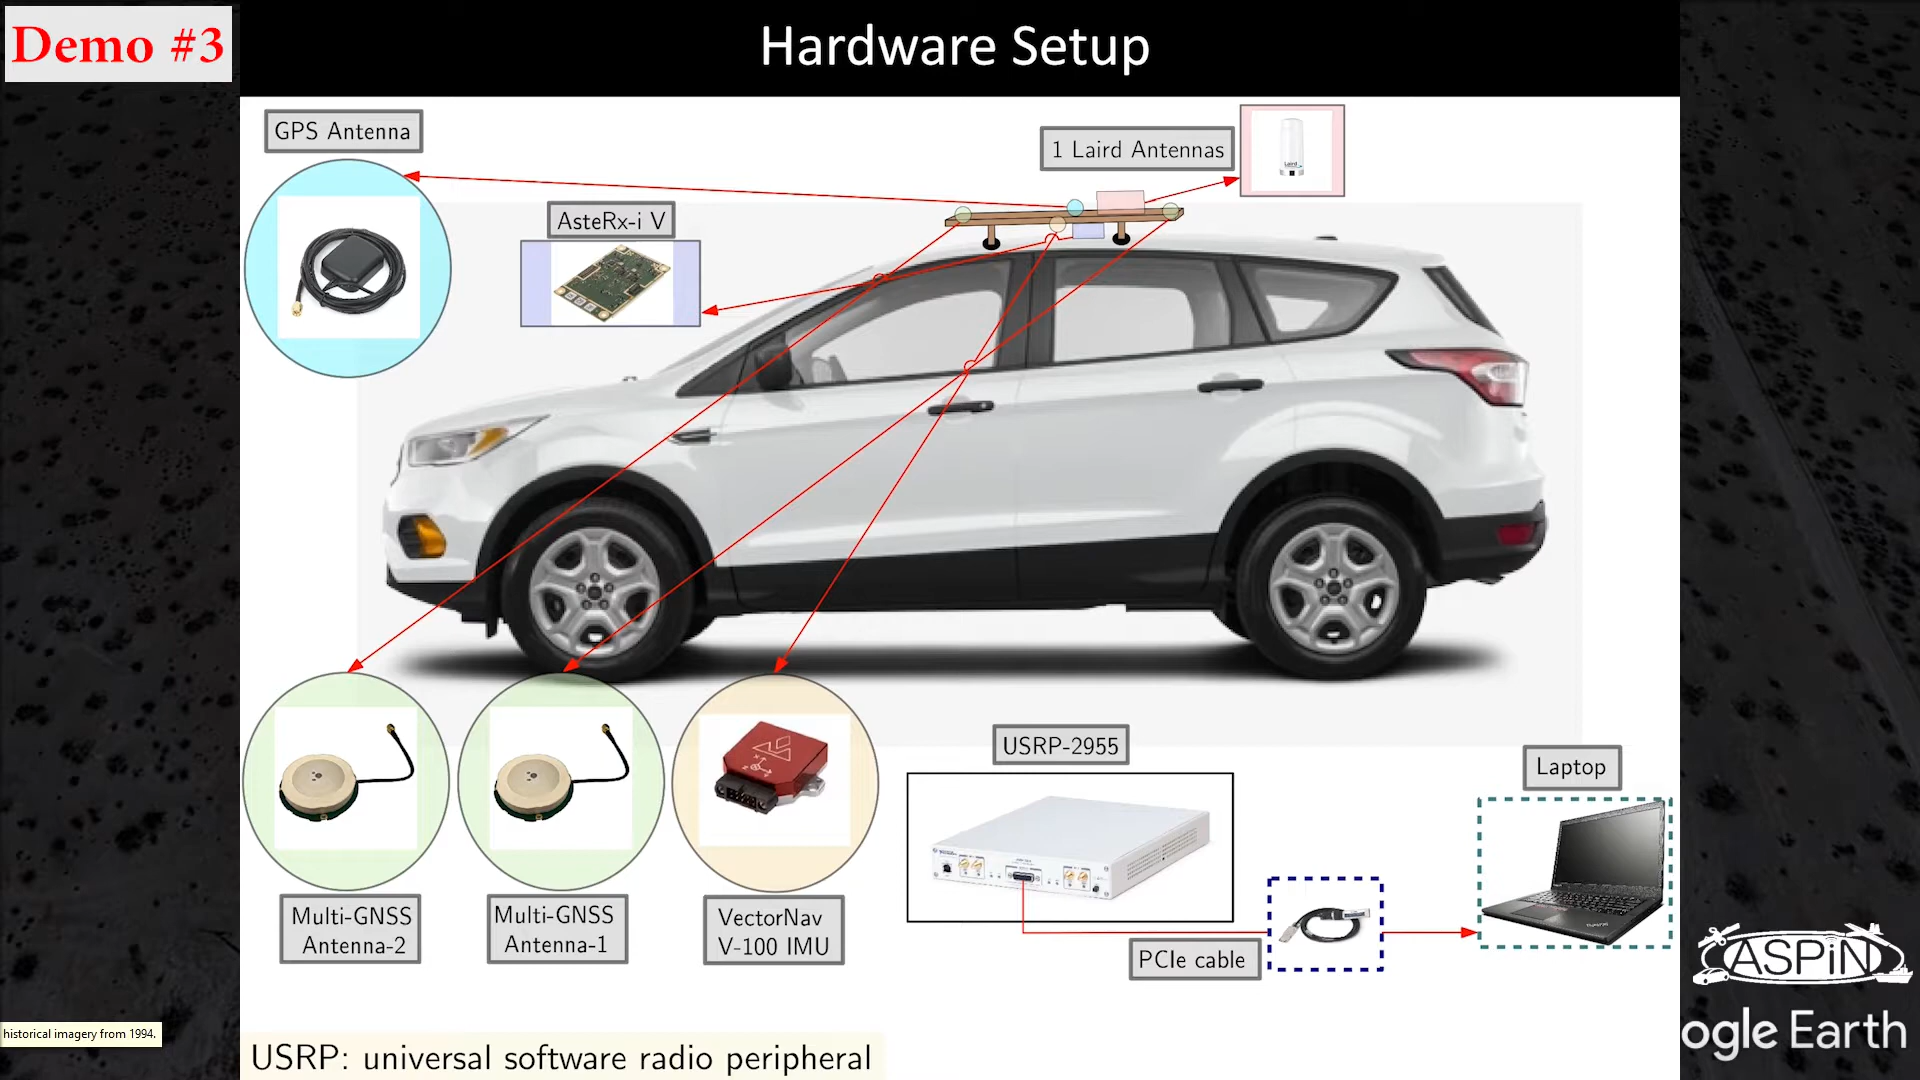 Demo #3
Hardware Setup
GPS Antenna
1 Laird Antennas
Laird
AsteRx-i V
USRP-2955
Laptop
Multi-GNSS
Antenna-2
Multi-GNSS
Antenna-1
VectorNav
V-100 IMU
PCIe cable
ASPiN
historical imagery from 1994.
ogle Earth
USRP: universal software radio peripheral